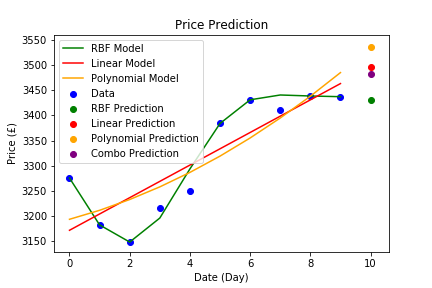 Price Prediction
3550
3500
3450
3400
3350
3300
3250
3200
3150
Price (£)
RBF Model
Linear Model
Polynomial Model
Data
RBF Prediction
Linear Prediction
Polynomial Prediction
Combo Prediction
0 2 4 6 8 10
Date (Day)